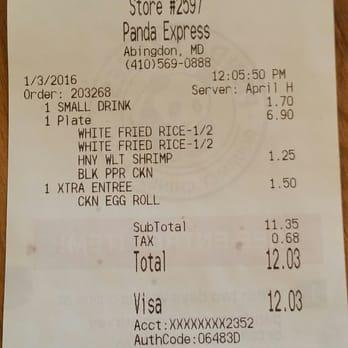 Store #2597
Panda Express
Abingdon, MD
(410)569-0888
1/3/2016 12:05:50 PM
Order: 203268 Server: April H
1 SMALL DRINK 1.70
1 Plate 6.90
WHITE FRIED RICE-1/2
WHITE FRIED RICE-1/2
HNY WLT SHRIMP 1.25
BLK PPR CKN
1 XTRA ENTREE 1.50
CKN EGG ROLL
SubTotal 11.35
TAX 0.68
Total 12.03
Visa 12.03
Acct:XXXXXXXX2352
AuthCode:06483D